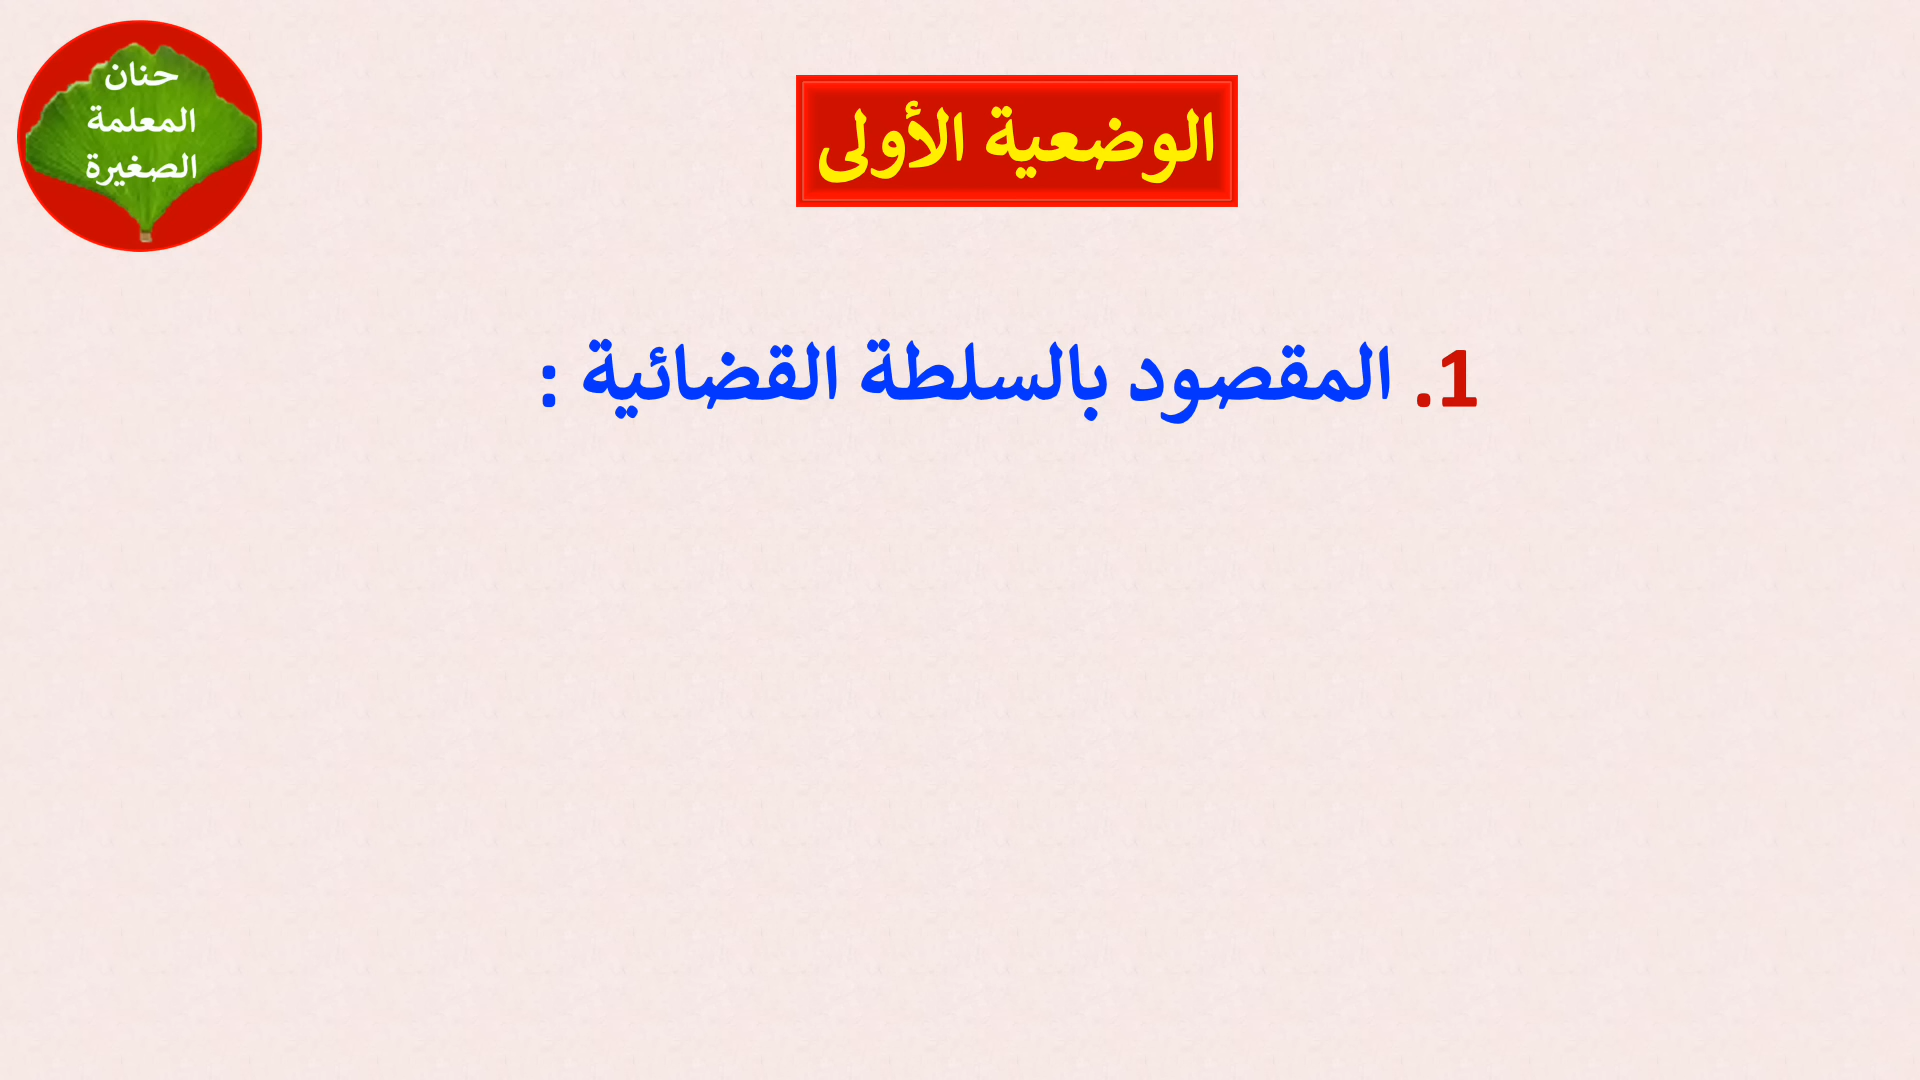 حنان
المعلمة
الصغيرة
الوضعية الأولى
1. المقصود بالسلطة القضائية :